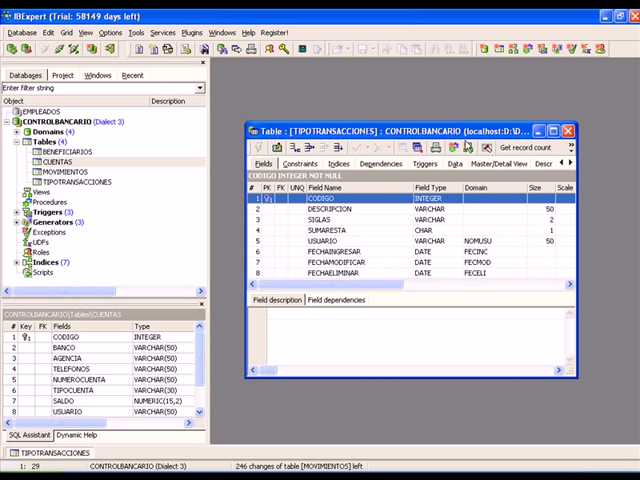 IBExpert (Trial: 58149 days left)
Database Edit Grid View Options Tools Services Plugins Windows Help Register!
Databases Project Windows Recent
Enter filter string
Object Description
EMPLEADOS
CONTROLBANCARIO (Dialect 3)
Domains (4)
Tables (4)
BENEFICIARIOS
CUENTAS
MOVIMIENTOS
TIPOTRANSACCIONES
Views
Procedures
Triggers (3)
Generators (3)
Exceptions
UDFs
Roles
Indices (7)
Scripts
CONTROLBANCARIO\Tables\CUENTAS
# Key FK Fields Type
1 1 CODIGO INTEGER
2 BANCO VARCHAR(50)
3 AGENCIA VARCHAR(50)
4 TELEFONOS VARCHAR(50)
5 NUMEROCUENTA VARCHAR(50)
6 TIPOCUENTA VARCHAR(30)
7 SALDO NUMERIC(15,2)
8 USUARIO VARCHAR(50)
SQL Assistant Dynamic Help
Table : [TIPOTRANSACCIONES] : CONTROLBANCARIO (localhost:D:\D...
Get record count
Fields Constraints Indices Dependencies Triggers Data Master/Detail View Descr
CODIGO INTEGER NOT NULL
# PK FK UNQ Field Name Field Type Domain Size Scale
1 1 CODIGO INTEGER
2 DESCRIPCION VARCHAR 50
3 SIGLAS VARCHAR 2
4 SUMARESTA CHAR 1
5 USUARIO VARCHAR NOMUSU 50
6 FECHAINGRESAR DATE FECINC
7 FECHAMODIFICAR DATE FECMOD
8 FECHAELIMINAR DATE FECELI
Field description Field dependencies
TIPOTRANSACCIONES
1: 29 CONTROLBANCARIO (Dialect 3) 246 changes of table [MOVIMIENTOS] left